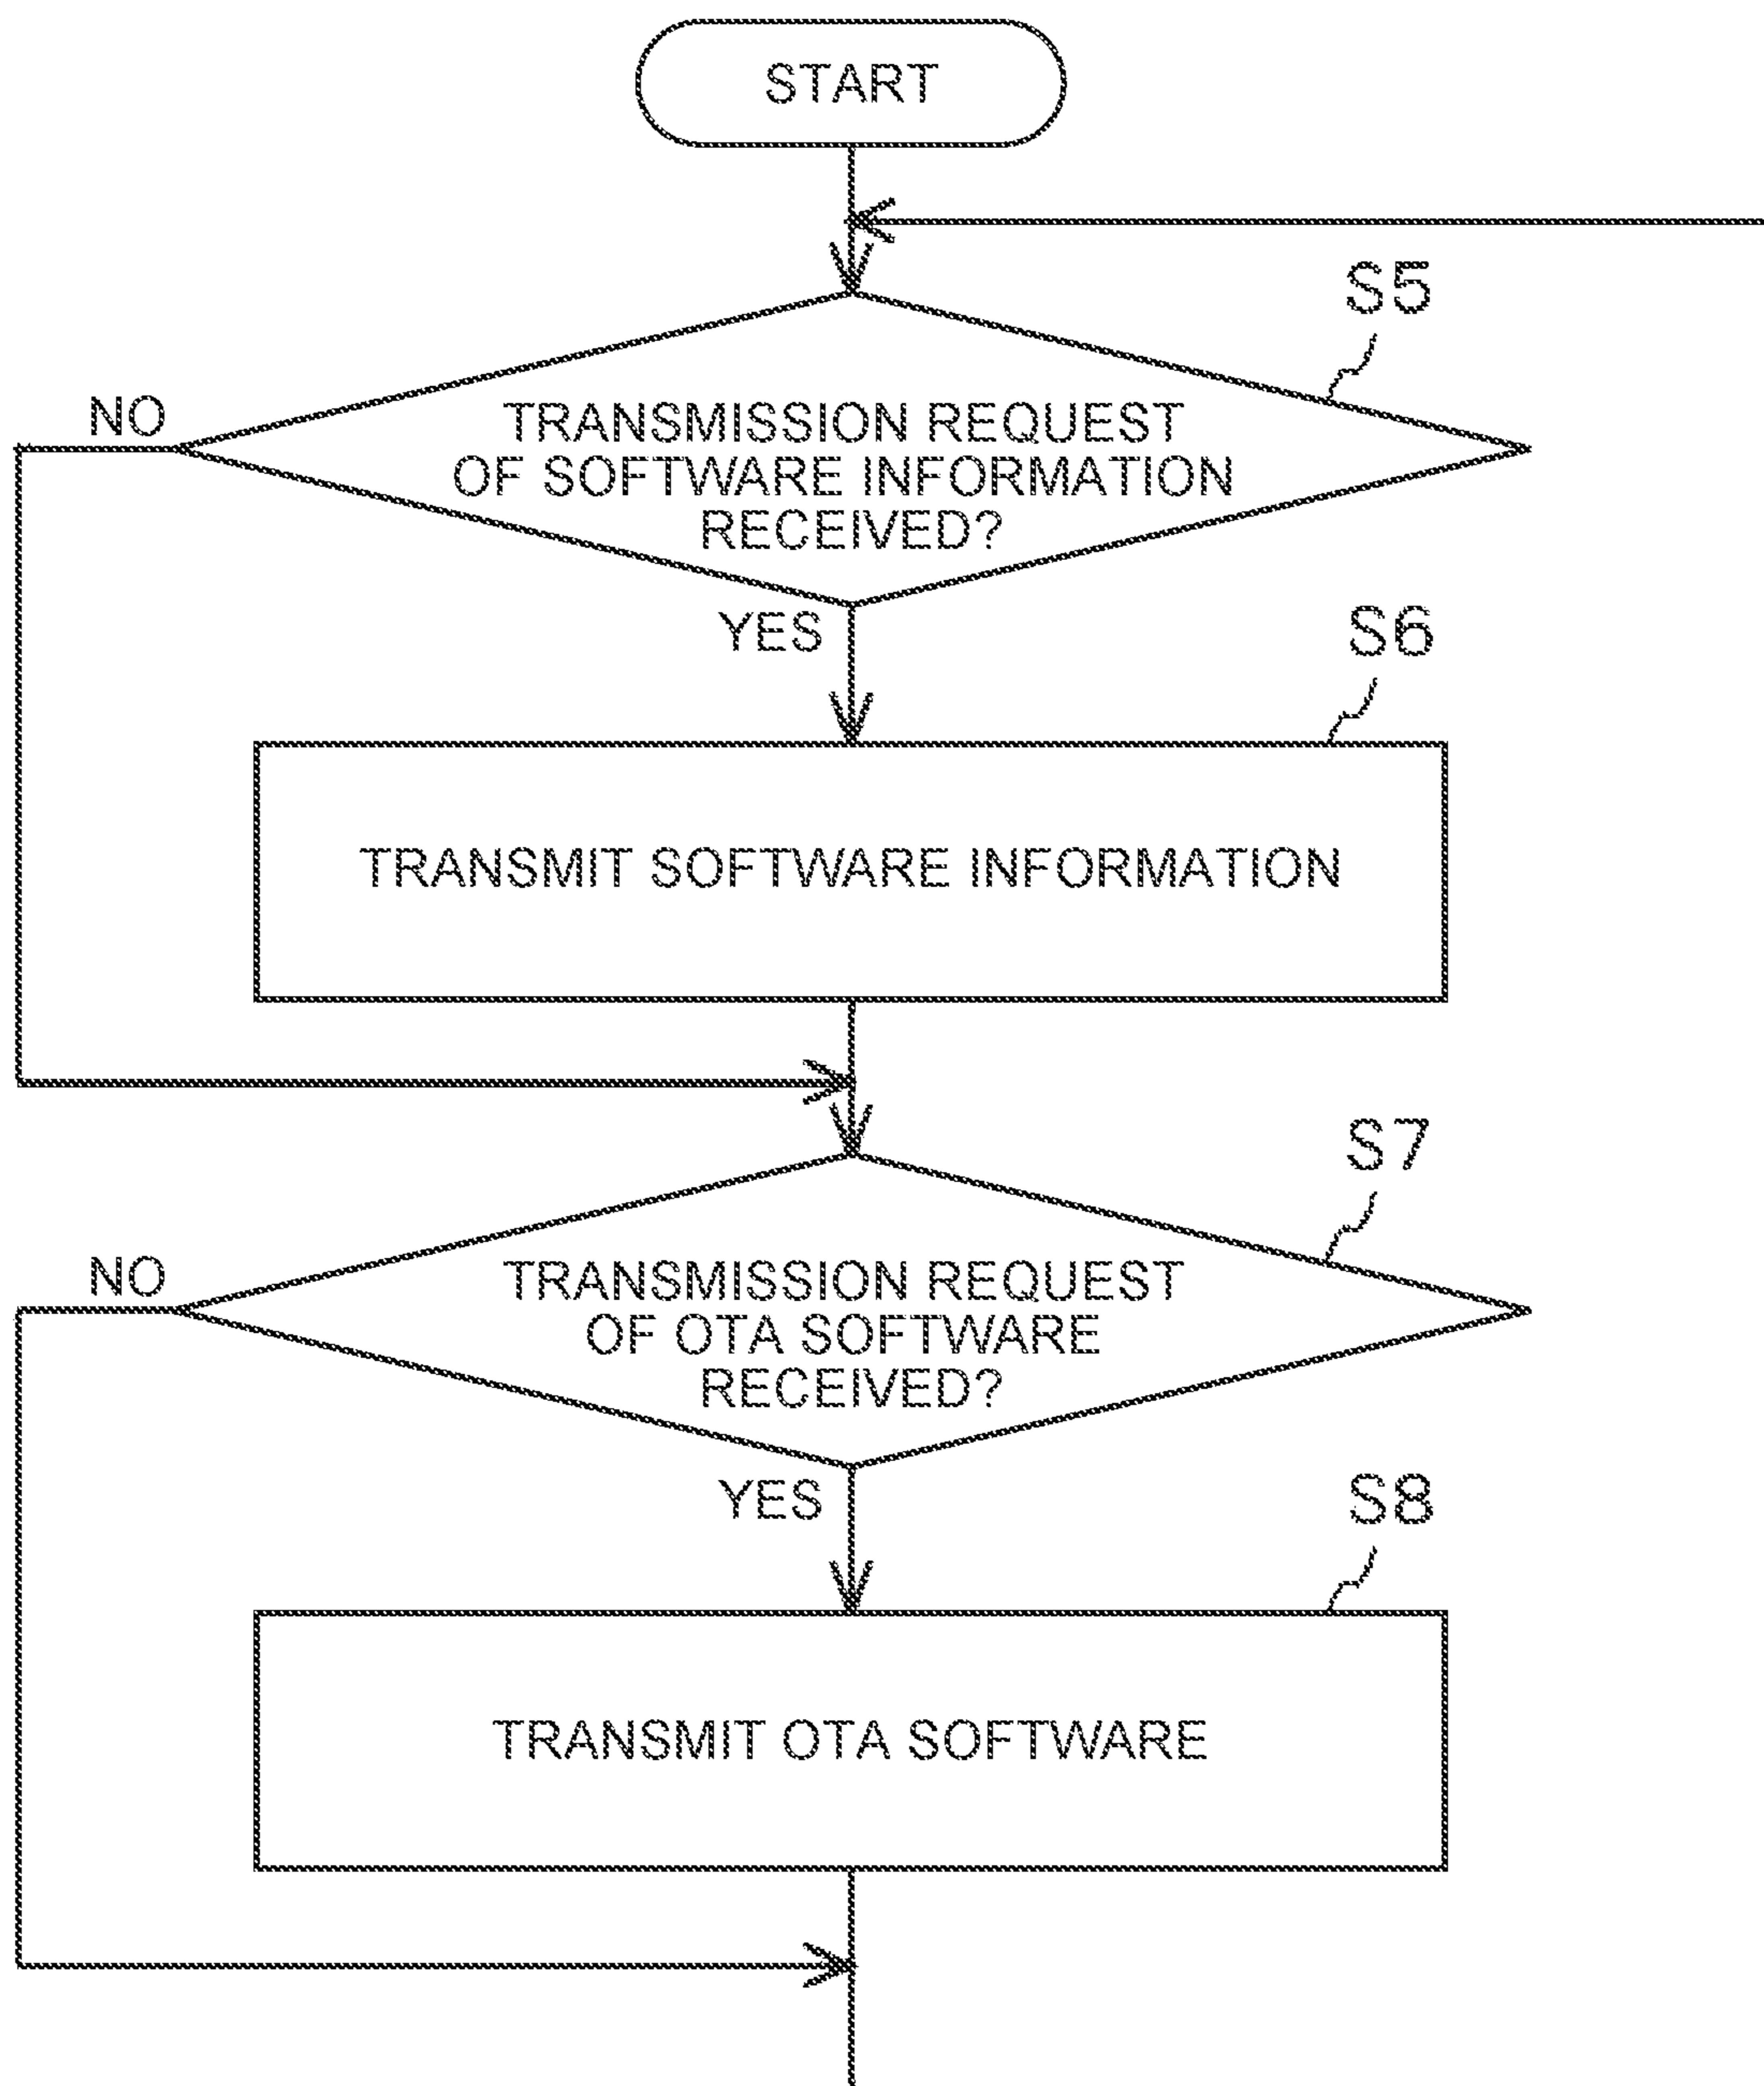 START
S5
NO
TRANSMISSION REQUEST
OF SOFTWARE INFORMATION
RECEIVED?
YES
S6
TRANSMIT SOFTWARE INFORMATION
S7
NO
TRANSMISSION REQUEST
OF OTA SOFTWARE
RECEIVED?
YES
S8
TRANSMIT OTA SOFTWARE